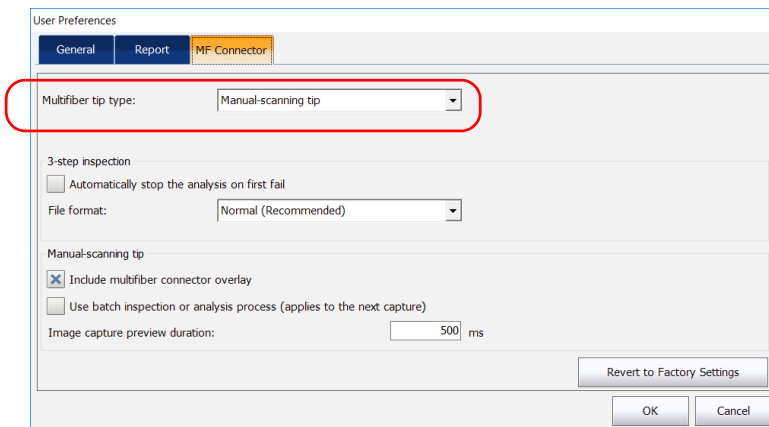 User Preferences
General Report MF Connector
Multifiber tip type: Manual-scanning tip
3-step inspection
Automatically stop the analysis on first fail
File format: Normal (Recommended)
Manual-scanning tip
Include multifiber connector overlay
Use batch inspection or analysis process (applies to the next capture)
Image capture preview duration: 500 ms
Revert to Factory Settings
OK Cancel